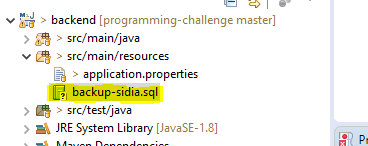 > backend [programming-challenge master]
> src/main/java
> src/main/resources
> application.properties
backup-sidia.sql
> src/test/java
JRE System Library [JavaSE-1.8]
Maven Dependencies